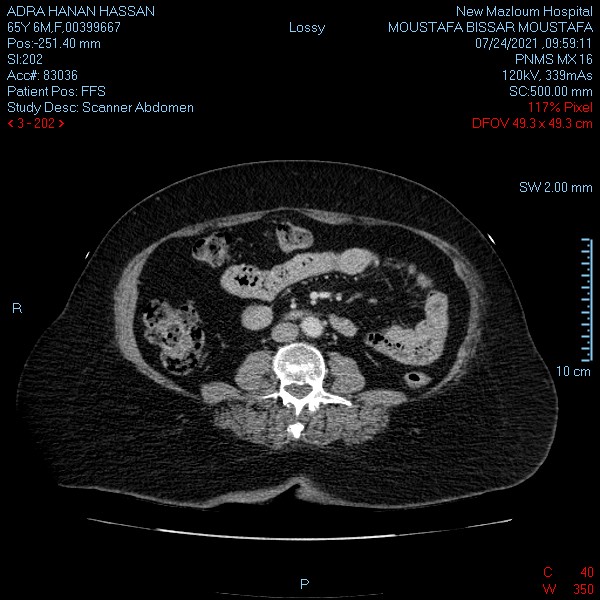 ADRA HANAN HASSAN
65Y 6M,F,00399667
Pos:-251.40 mm
SI:202
Acc#: 83036
Patient Pos: FFS
Study Desc: Scanner Abdomen
< 3 - 202 >
Lossy
New Mazloum Hospital
MOUSTAFA BISSAR MOUSTAFA
07/24/2021 ,09:59:11
PNMS MX 16
120kV, 339mAs
SC:500.00 mm
117% Pixel
DFOV 49.3 x 49.3 cm
SW 2.00 mm
R
10 cm
P
C 40
W 350